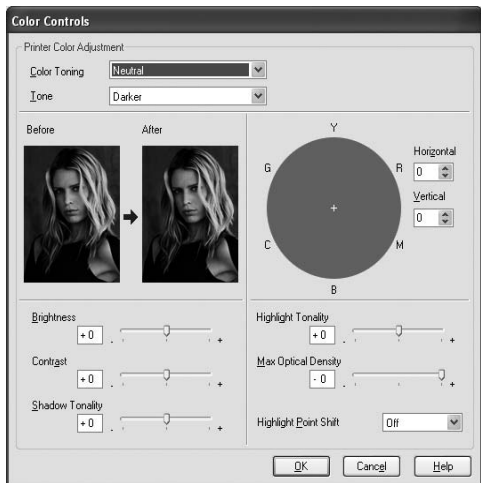 Color Controls
Printer Color Adjustment
Color Toning Neutral
Tone Darker
Before After
Y
G R
C M
B
Horizontal
0
Vertical
0
Brightness
+ 0 - +
Contrast
+ 0 - +
Shadow Tonality
+ 0 - +
Highlight Tonality
+ 0 - +
Max Optical Density
- 0 - +
Highlight Point Shift Off
OK Cancel Help